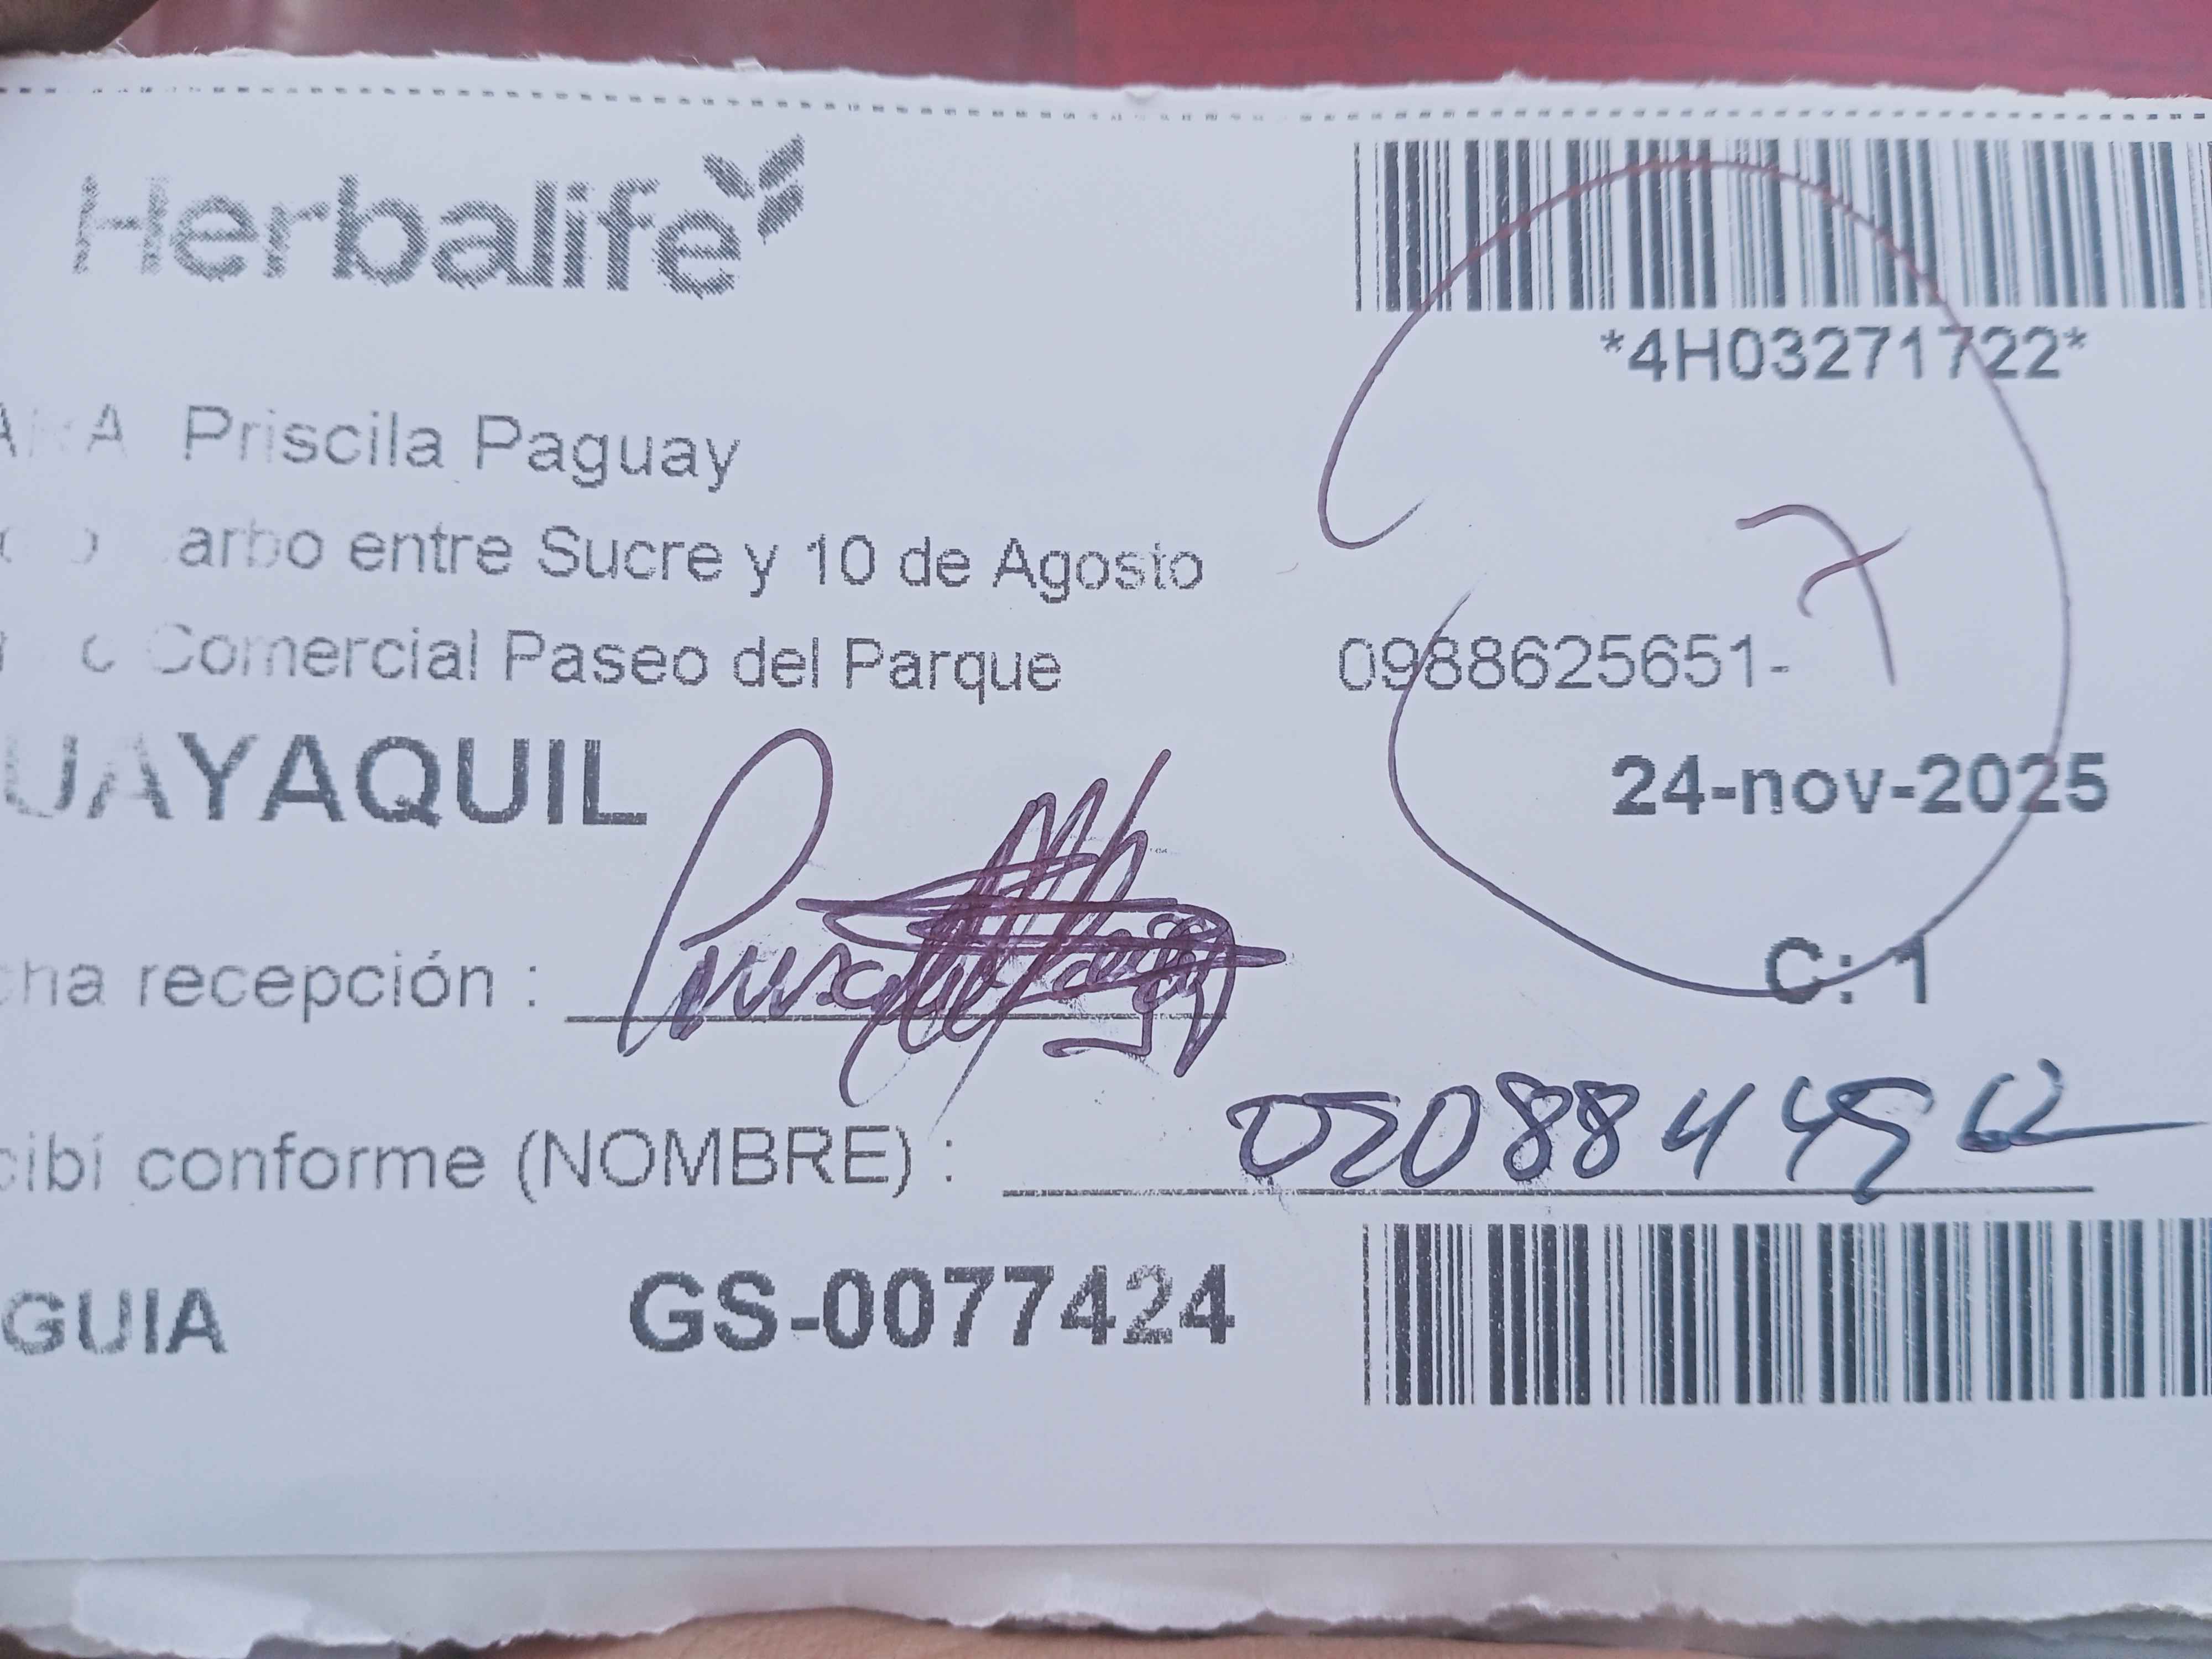 Herbalife
*4H03271722*
Priscila Paguay
arbo entre Sucre y 10 de Agosto
Comercial Paseo del Parque 0988625651-
7
UAYAQUIL
24-nov-2025
cha recepción :
C: 1
cibí conforme (NOMBRE) :
GUIA GS-0077424